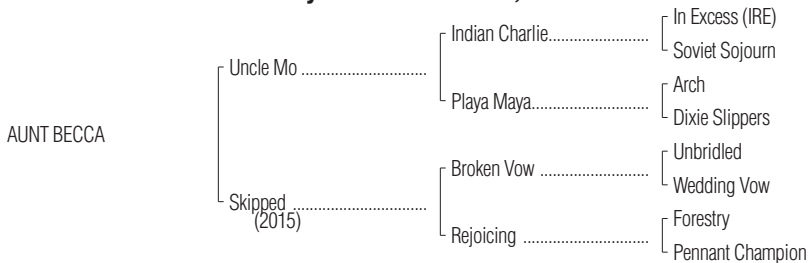 In Excess (IRE)
Indian Charlie........................
Soviet Sojourn
Uncle Mo ..............................
Arch
Playa Maya............................
Dixie Slippers
AUNT BECCA
Unbridled
Broken Vow ..........................
Wedding Vow
Skipped ................................
(2015)
Forestry
Rejoicing ..............................
Pennant Champion